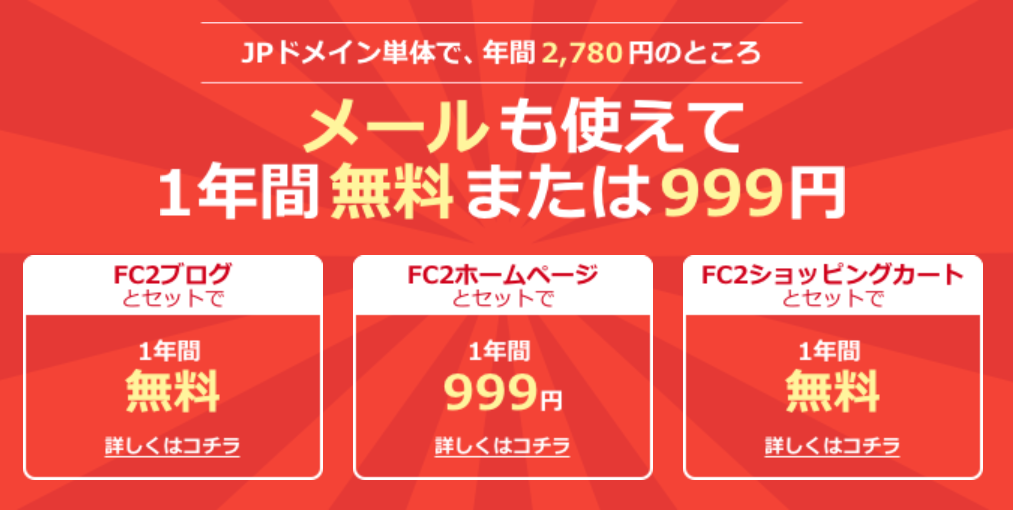 JPドメイン単体で、年間2,780円のところ
メールも使えて
1年間無料または999円
FC2ブログ
とセットで
1年間
無料
詳しくはコチラ
FC2ホームページ
とセットで
1年間
999円
詳しくはコチラ
FC2ショッピングカート
とセットで
1年間
無料
詳しくはコチラ